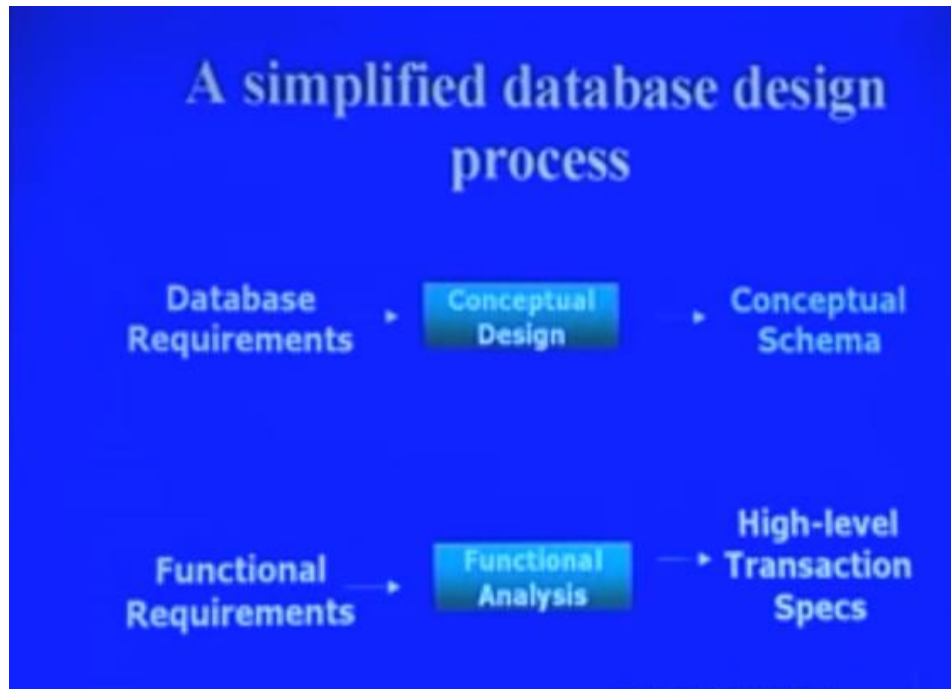 A simplified database design
process
Database
Requirements
Conceptual
Design
Conceptual
Schema
Functional
Requirements
Functional
Analysis
High-level
Transaction
Specs